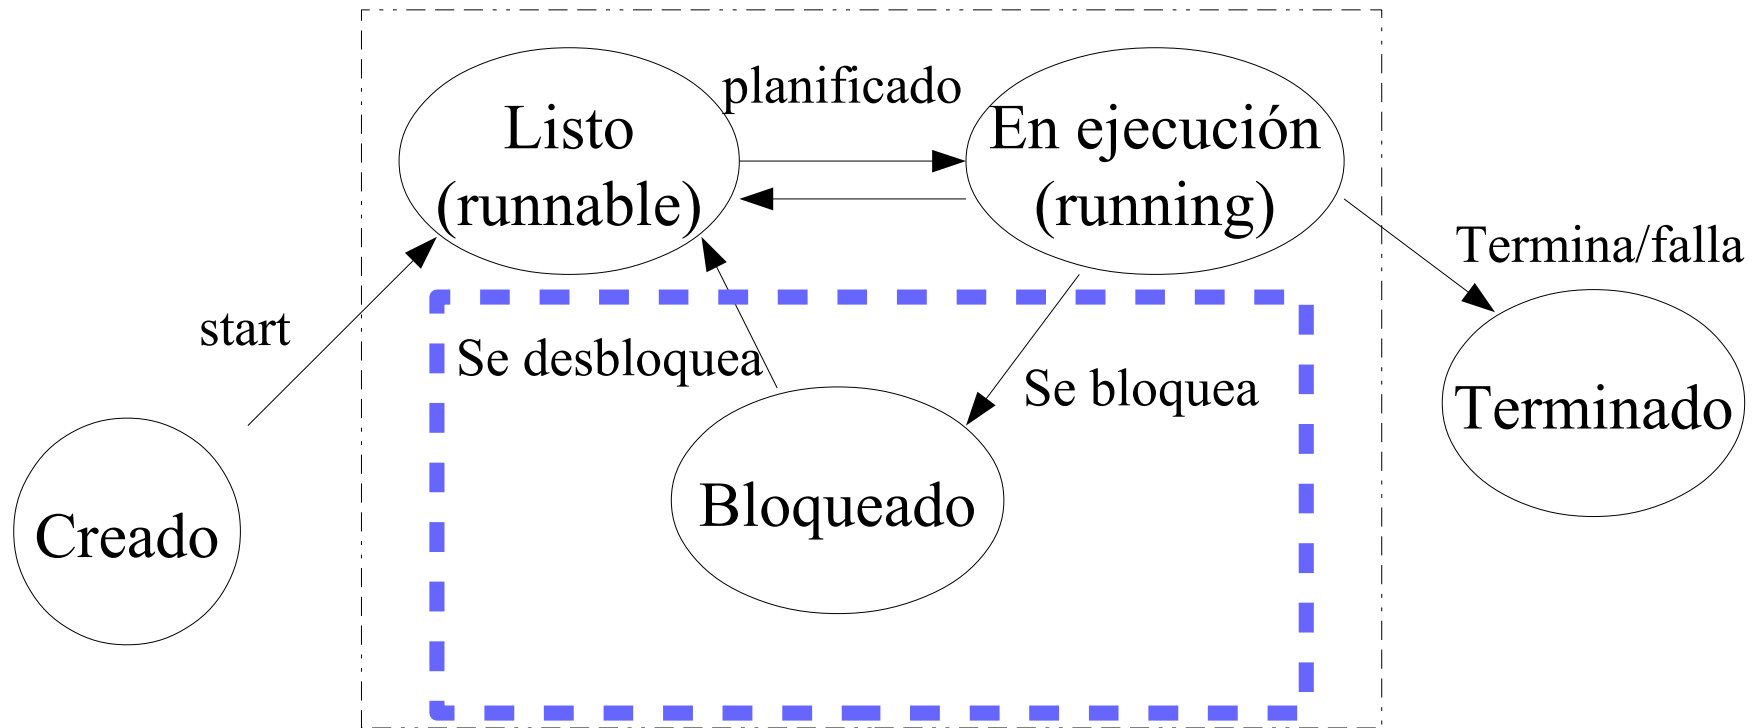 planificado
Listo
(runnable)
En ejecución
(running)
Termina/falla
start
Se desbloquea
Se bloquea
Terminado
Bloqueado
Creado